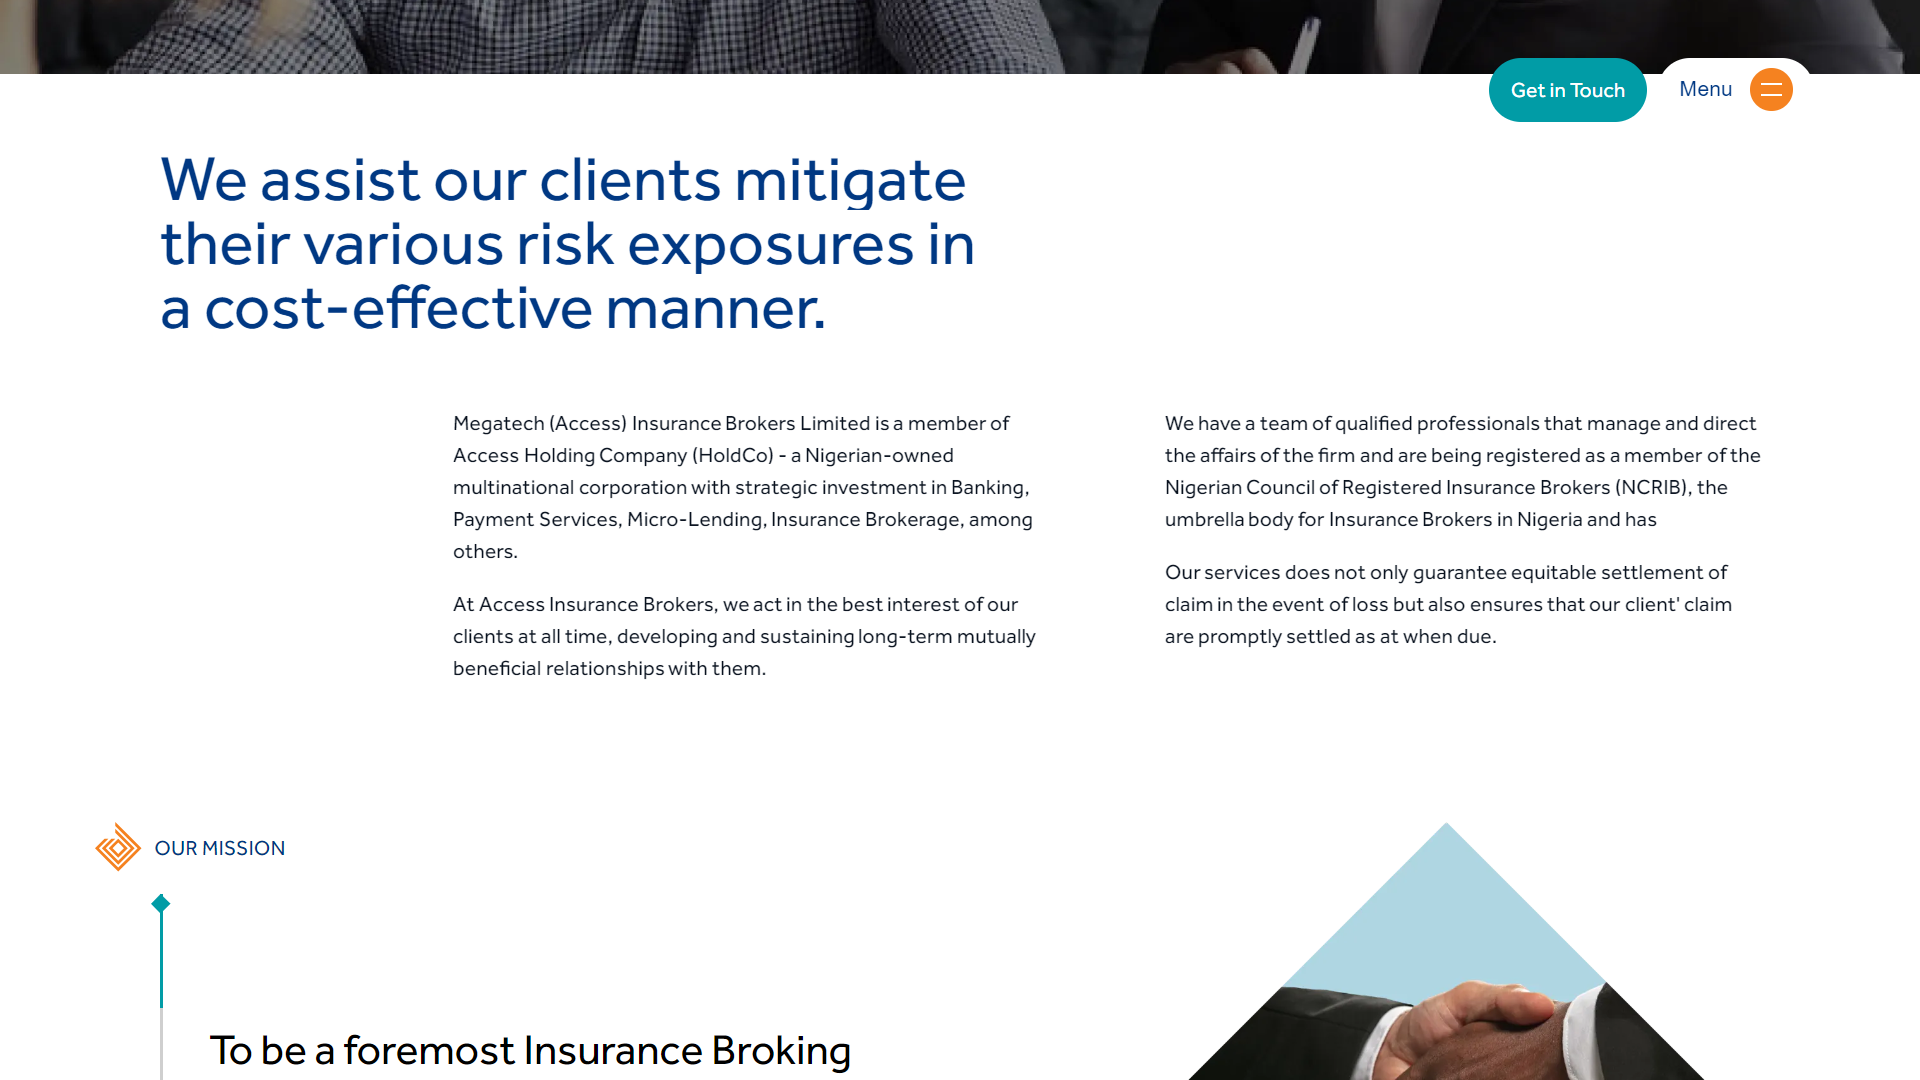 Get in Touch
Menu
We assist our clients mitigate
their various risk exposures in
a cost-effective manner.
Megatech (Access) Insurance Brokers Limited is a member of
Access Holding Company (HoldCo) - a Nigerian-owned
multinational corporation with strategic investment in Banking,
Payment Services, Micro-Lending, Insurance Brokerage, among
others.
At Access Insurance Brokers, we act in the best interest of our
clients at all time, developing and sustaining long-term mutually
beneficial relationships with them.
We have a team of qualified professionals that manage and direct
the affairs of the firm and are being registered as a member of the
Nigerian Council of Registered Insurance Brokers (NCRIB), the
umbrella body for Insurance Brokers in Nigeria and has
Our services does not only guarantee equitable settlement of
claim in the event of loss but also ensures that our client' claim
are promptly settled as at when due.
OUR MISSION
To be a foremost Insurance Broking